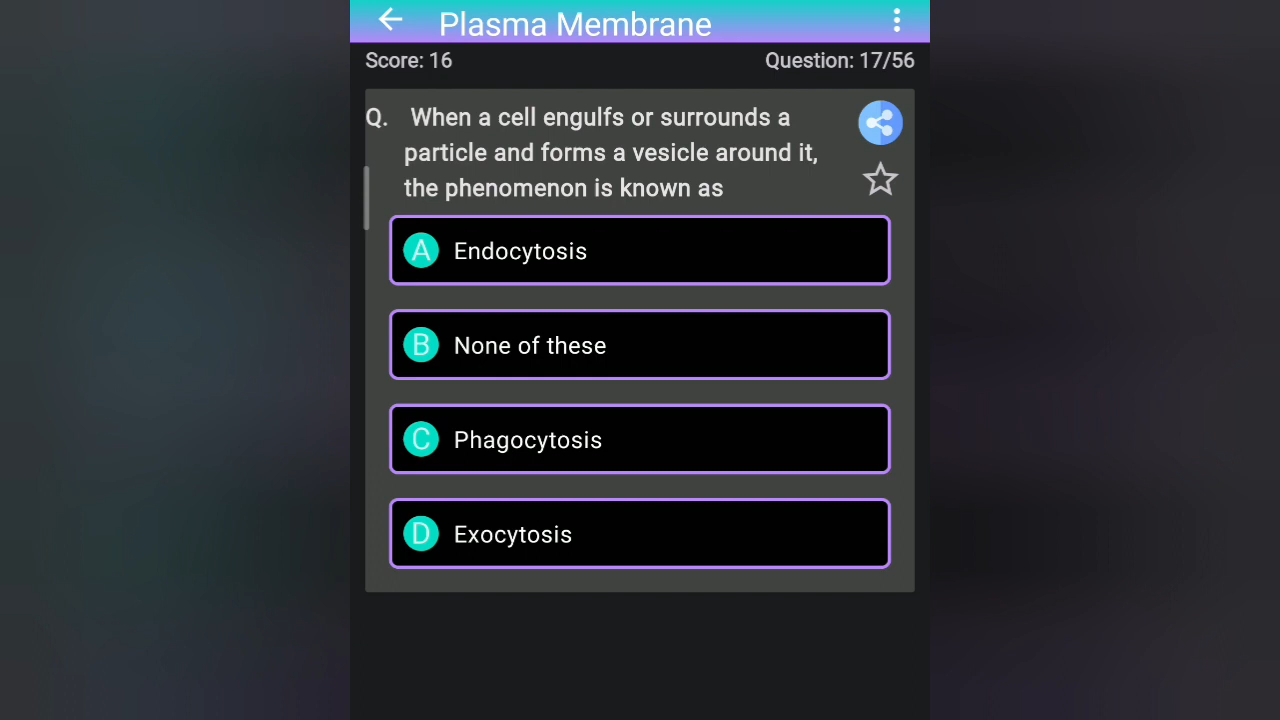 Plasma Membrane
Score: 16
Question: 17/56
Q. When a cell engulfs or surrounds a
particle and forms a vesicle around it,
the phenomenon is known as
A Endocytosis
B None of these
C Phagocytosis
D Exocytosis